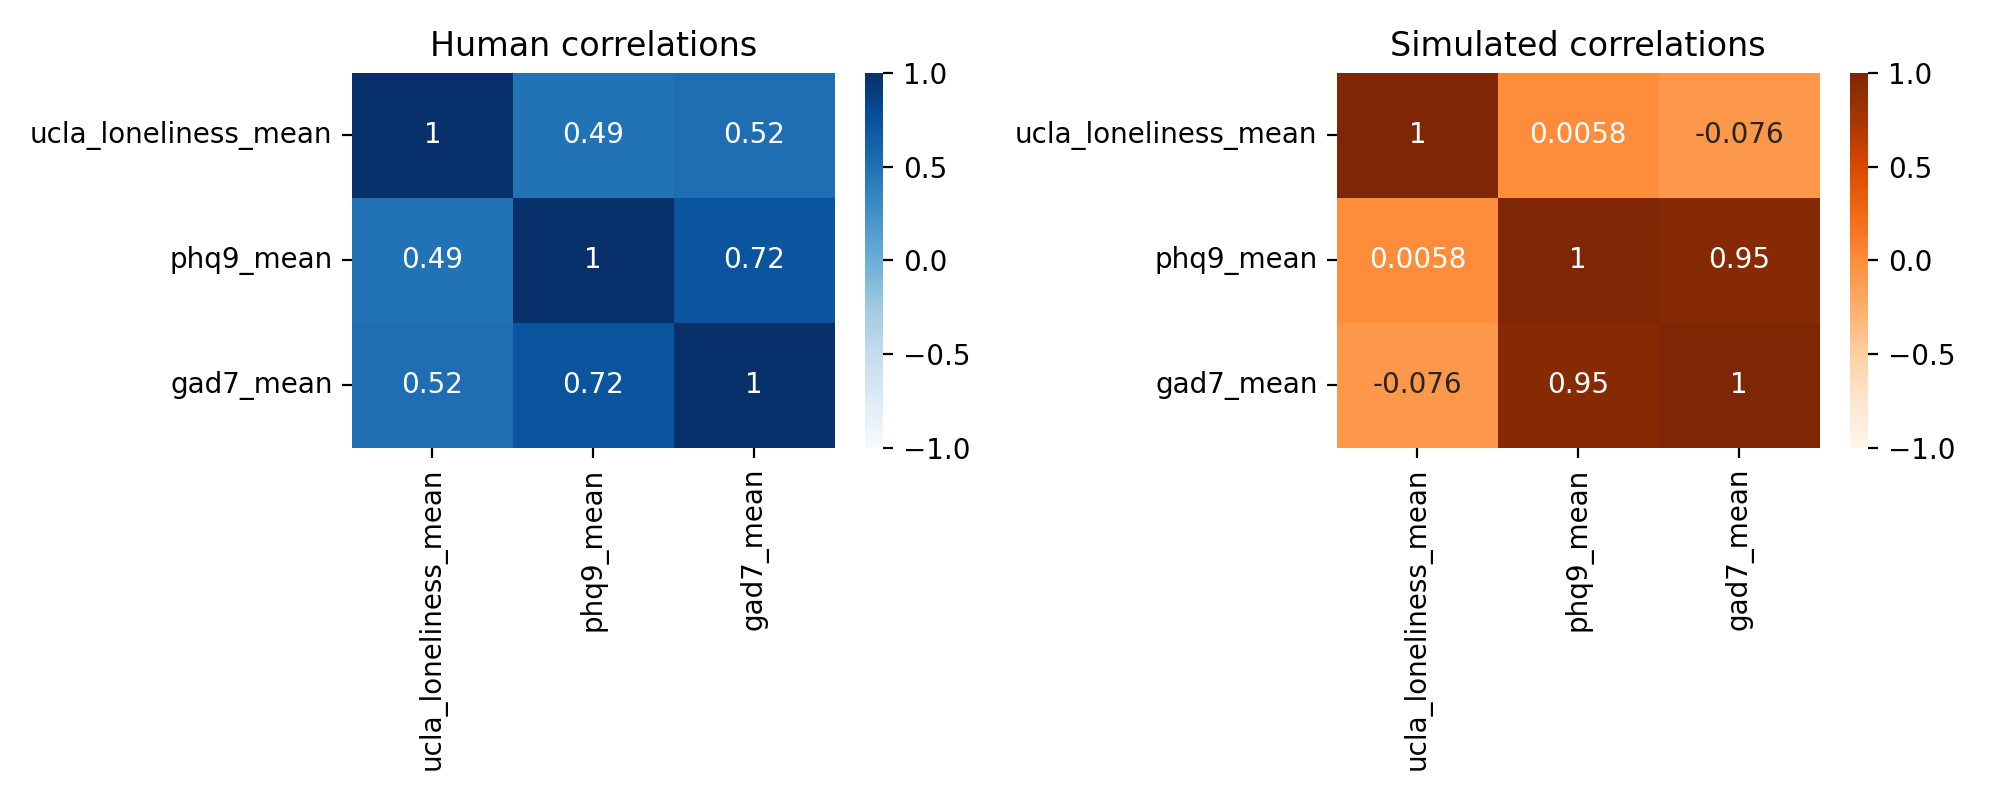 Human correlations
ucla_loneliness_mean
phq9_mean
gad7_mean
1 0.49 0.52
0.49 1 0.72
0.52 0.72 1
ucla_loneliness_mean
phq9_mean
gad7_mean
1.0
0.5
0.0
−0.5
−1.0
Simulated correlations
ucla_loneliness_mean
phq9_mean
gad7_mean
1 0.0058 -0.076
0.0058 1 0.95
-0.076 0.95 1
ucla_loneliness_mean
phq9_mean
gad7_mean
1.0
0.5
0.0
−0.5
−1.0